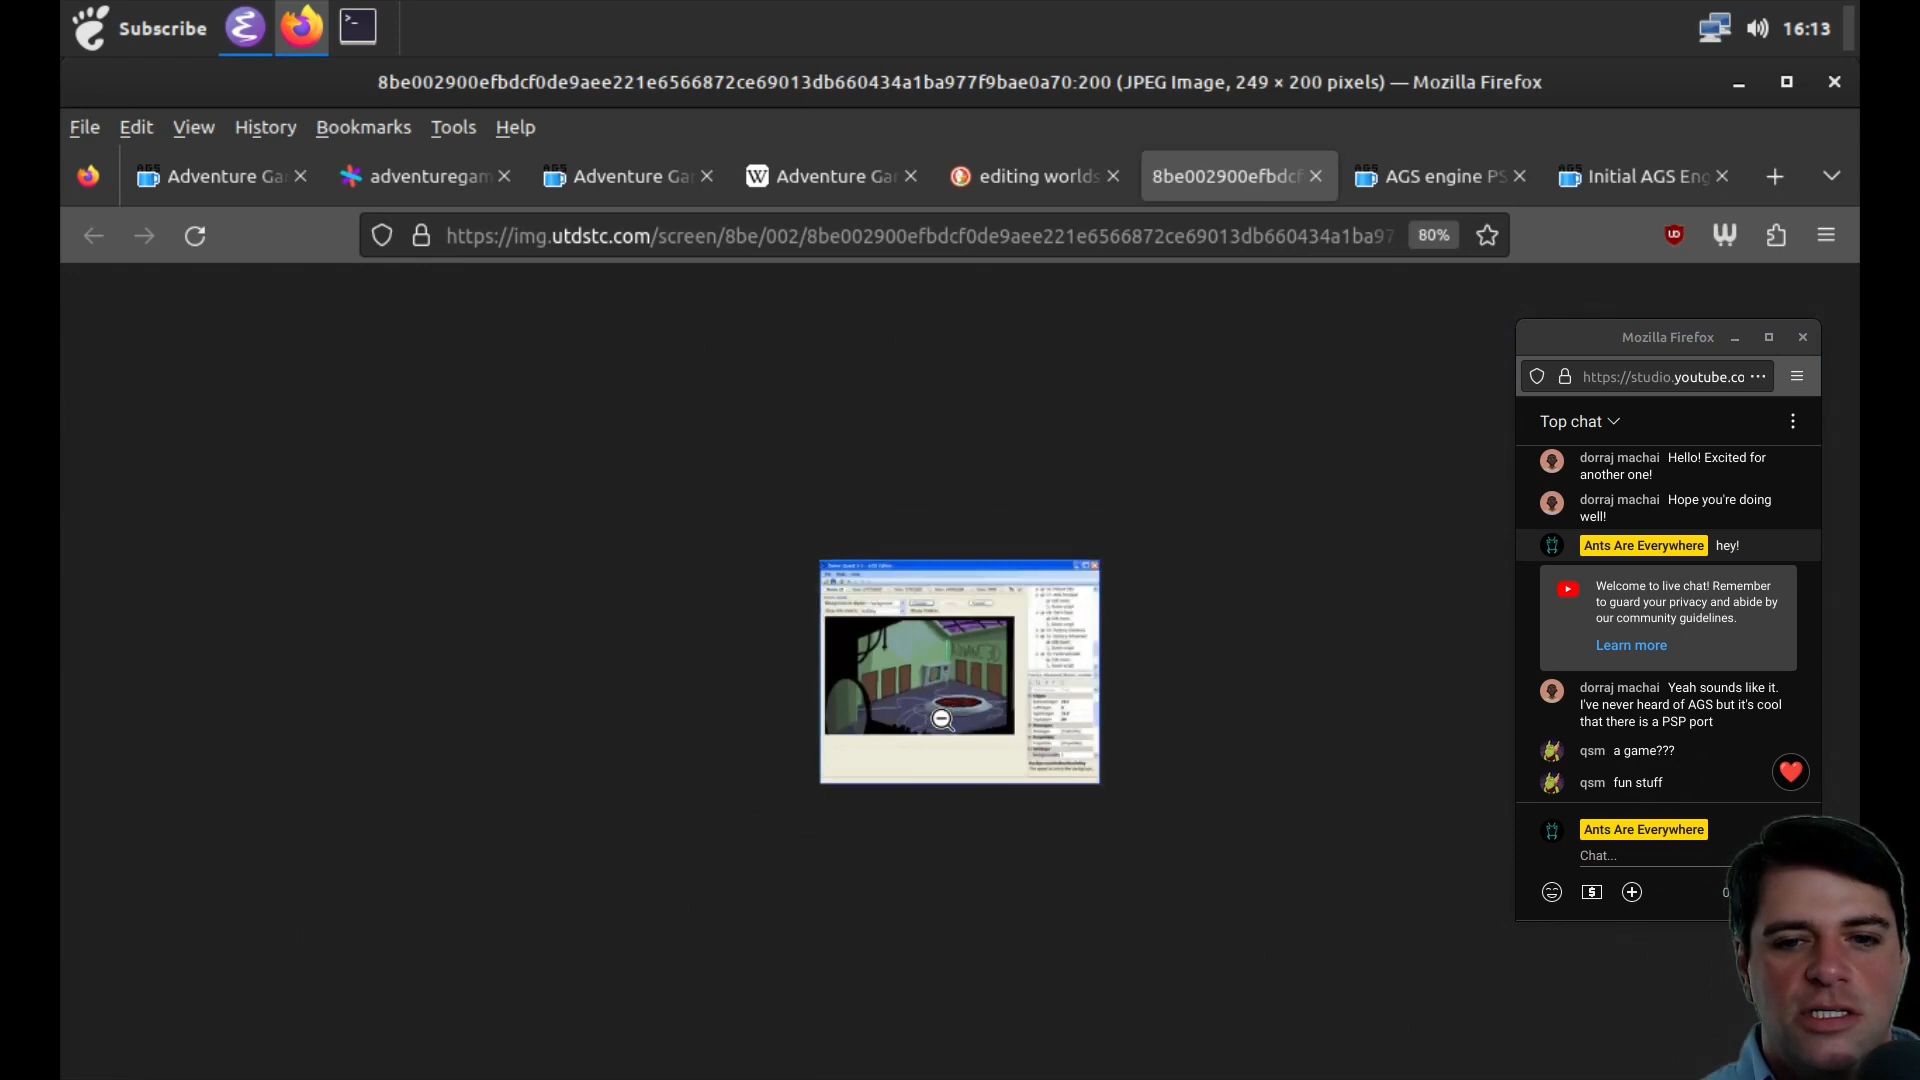 Subscribe
16:13
8be002900efbdcf0de9aee221e6566872ce69013db660434a1ba977f9bae0a70:200 (JPEG Image, 249 × 200 pixels) — Mozilla Firefox
File Edit View History Bookmarks Tools Help
Adventure Ga
adventuregam
Adventure Ga
W Adventure Ga
editing worlds
8be002900efbdcf
AGS engine PS
Initial AGS Eng
https://img.utdstc.com/screen/8be/002/8be002900efbdcf0de9aee221e6566872ce69013db660434a1ba97
80%
Mozilla Firefox
https://studio.youtube.co
Top chat
dorraj machai Hello! Excited for
another one!
dorraj machai Hope you're doing
well!
Ants Are Everywhere hey!
Welcome to live chat! Remember
to guard your privacy and abide by
our community guidelines.
Learn more
dorraj machai Yeah sounds like it.
I've never heard of AGS but it's cool
that there is a PSP port
qsm a game???
qsm fun stuff
Ants Are Everywhere
Chat...